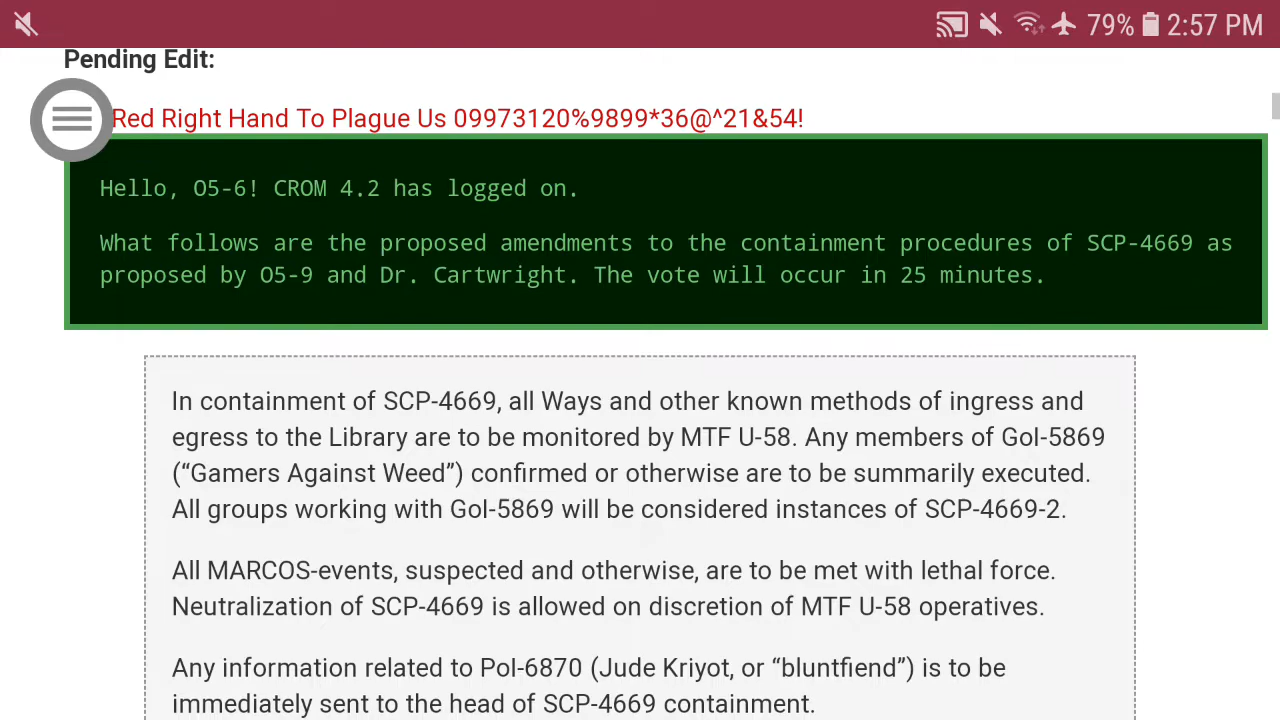 79% 2:57 PM
Pending Edit:
Red Right Hand To Plague Us 09973120%9899*36@^21&54!
Hello, O5-6! CROM 4.2 has logged on.
What follows are the proposed amendments to the containment procedures of SCP-4669 as
proposed by O5-9 and Dr. Cartwright. The vote will occur in 25 minutes.
In containment of SCP-4669, all Ways and other known methods of ingress and
egress to the Library are to be monitored by MTF U-58. Any members of GoI-5869
(“Gamers Against Weed”) confirmed or otherwise are to be summarily executed.
All groups working with GoI-5869 will be considered instances of SCP-4669-2.
All MARCOS-events, suspected and otherwise, are to be met with lethal force.
Neutralization of SCP-4669 is allowed on discretion of MTF U-58 operatives.
Any information related to PoI-6870 (Jude Kriyot, or “bluntfiend”) is to be
immediately sent to the head of SCP-4669 containment.